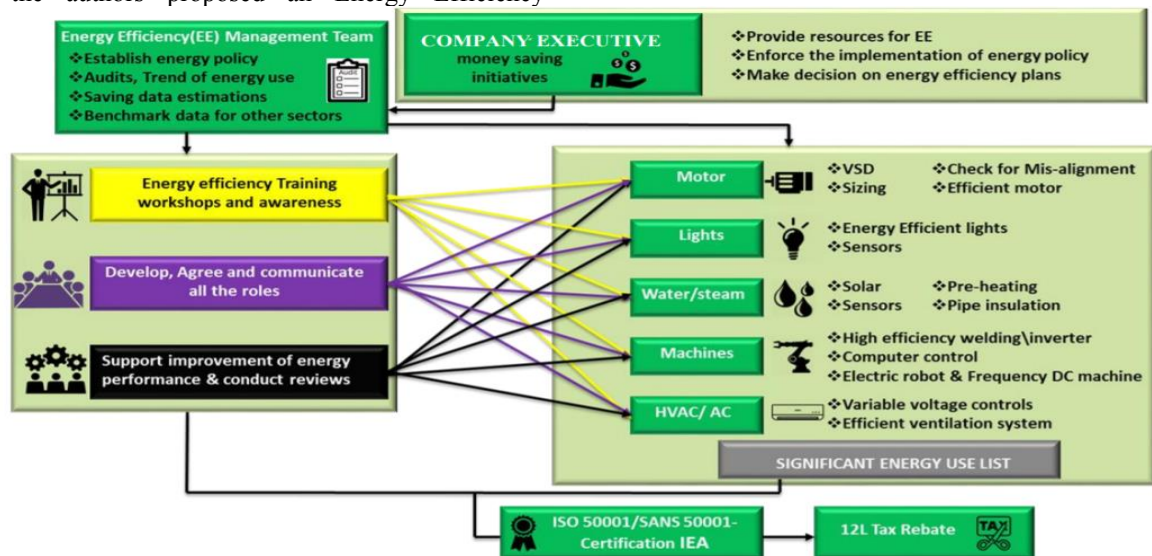 the authors proposed an Energy Efficiency
Energy Efficiency(EE) Management Team
❖Establish energy policy
❖Audits, Trend of energy use
❖Saving data estimations
❖Benchmark data for other sectors
Audit
COMPANY EXECUTIVE
money saving
initiatives
❖Provide resources for EE
❖Enforce the implementation of energy policy
❖Make decision on energy efficiency plans
Energy efficiency Training
workshops and awareness
Develop, Agree and communicate
all the roles
Support improvement of energy
performance & conduct reviews
Motor
❖VSD ❖Check for Mis-alignment
❖Sizing ❖Efficient motor
Lights
❖Energy Efficient lights
❖Sensors
Water/steam
❖Solar ❖Pre-heating
❖Sensors ❖Pipe insulation
Machines
❖High efficiency welding\inverter
❖Computer control
❖Electric robot & Frequency DC machine
HVAC/ AC
❖Variable voltage controls
❖Efficient ventilation system
SIGNIFICANT ENERGY USE LIST
ISO 50001/SANS 50001-
Certification IEA
12L Tax Rebate
TAX